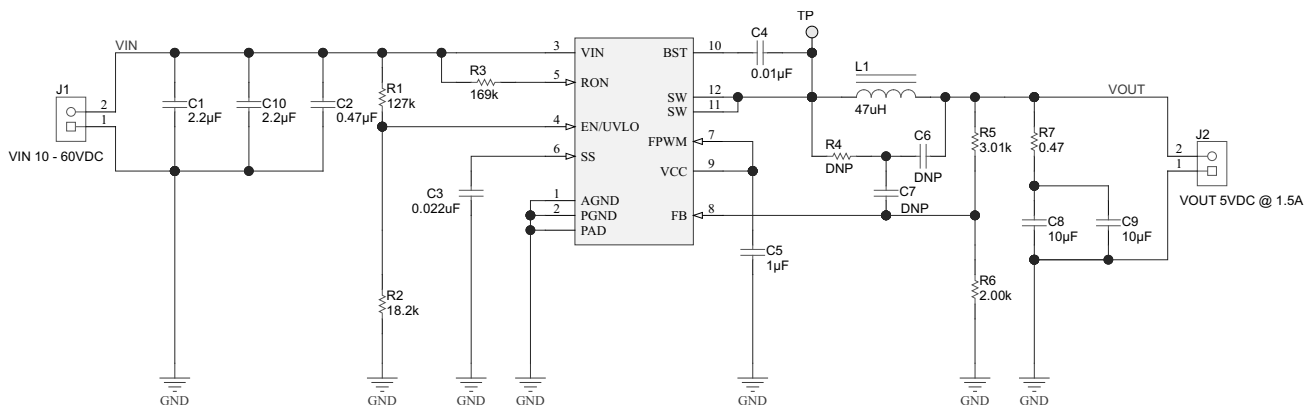 TP
VIN
J1
2
1
VIN 10 - 60VDC
C1
2.2µF
C10
2.2µF
C2
0.47µF
R1
127k
R3
169k
R2
18.2k
C3
0.022uF
3 VIN
5 RON
4 EN/UVLO
6 SS
1 AGND
2 PGND
PAD
BST 10
SW 12
SW 11
FPWM 7
VCC 9
FB 8
C4
0.01µF
L1
47uH
R4
DNP
C6
DNP
C7
DNP
C5
1µF
R5
3.01k
R6
2.00k
R7
0.47
C8
10µF
C9
10µF
VOUT
J2
2
1
VOUT 5VDC @ 1.5A
GND
GND
GND
GND
GND
GND
GND